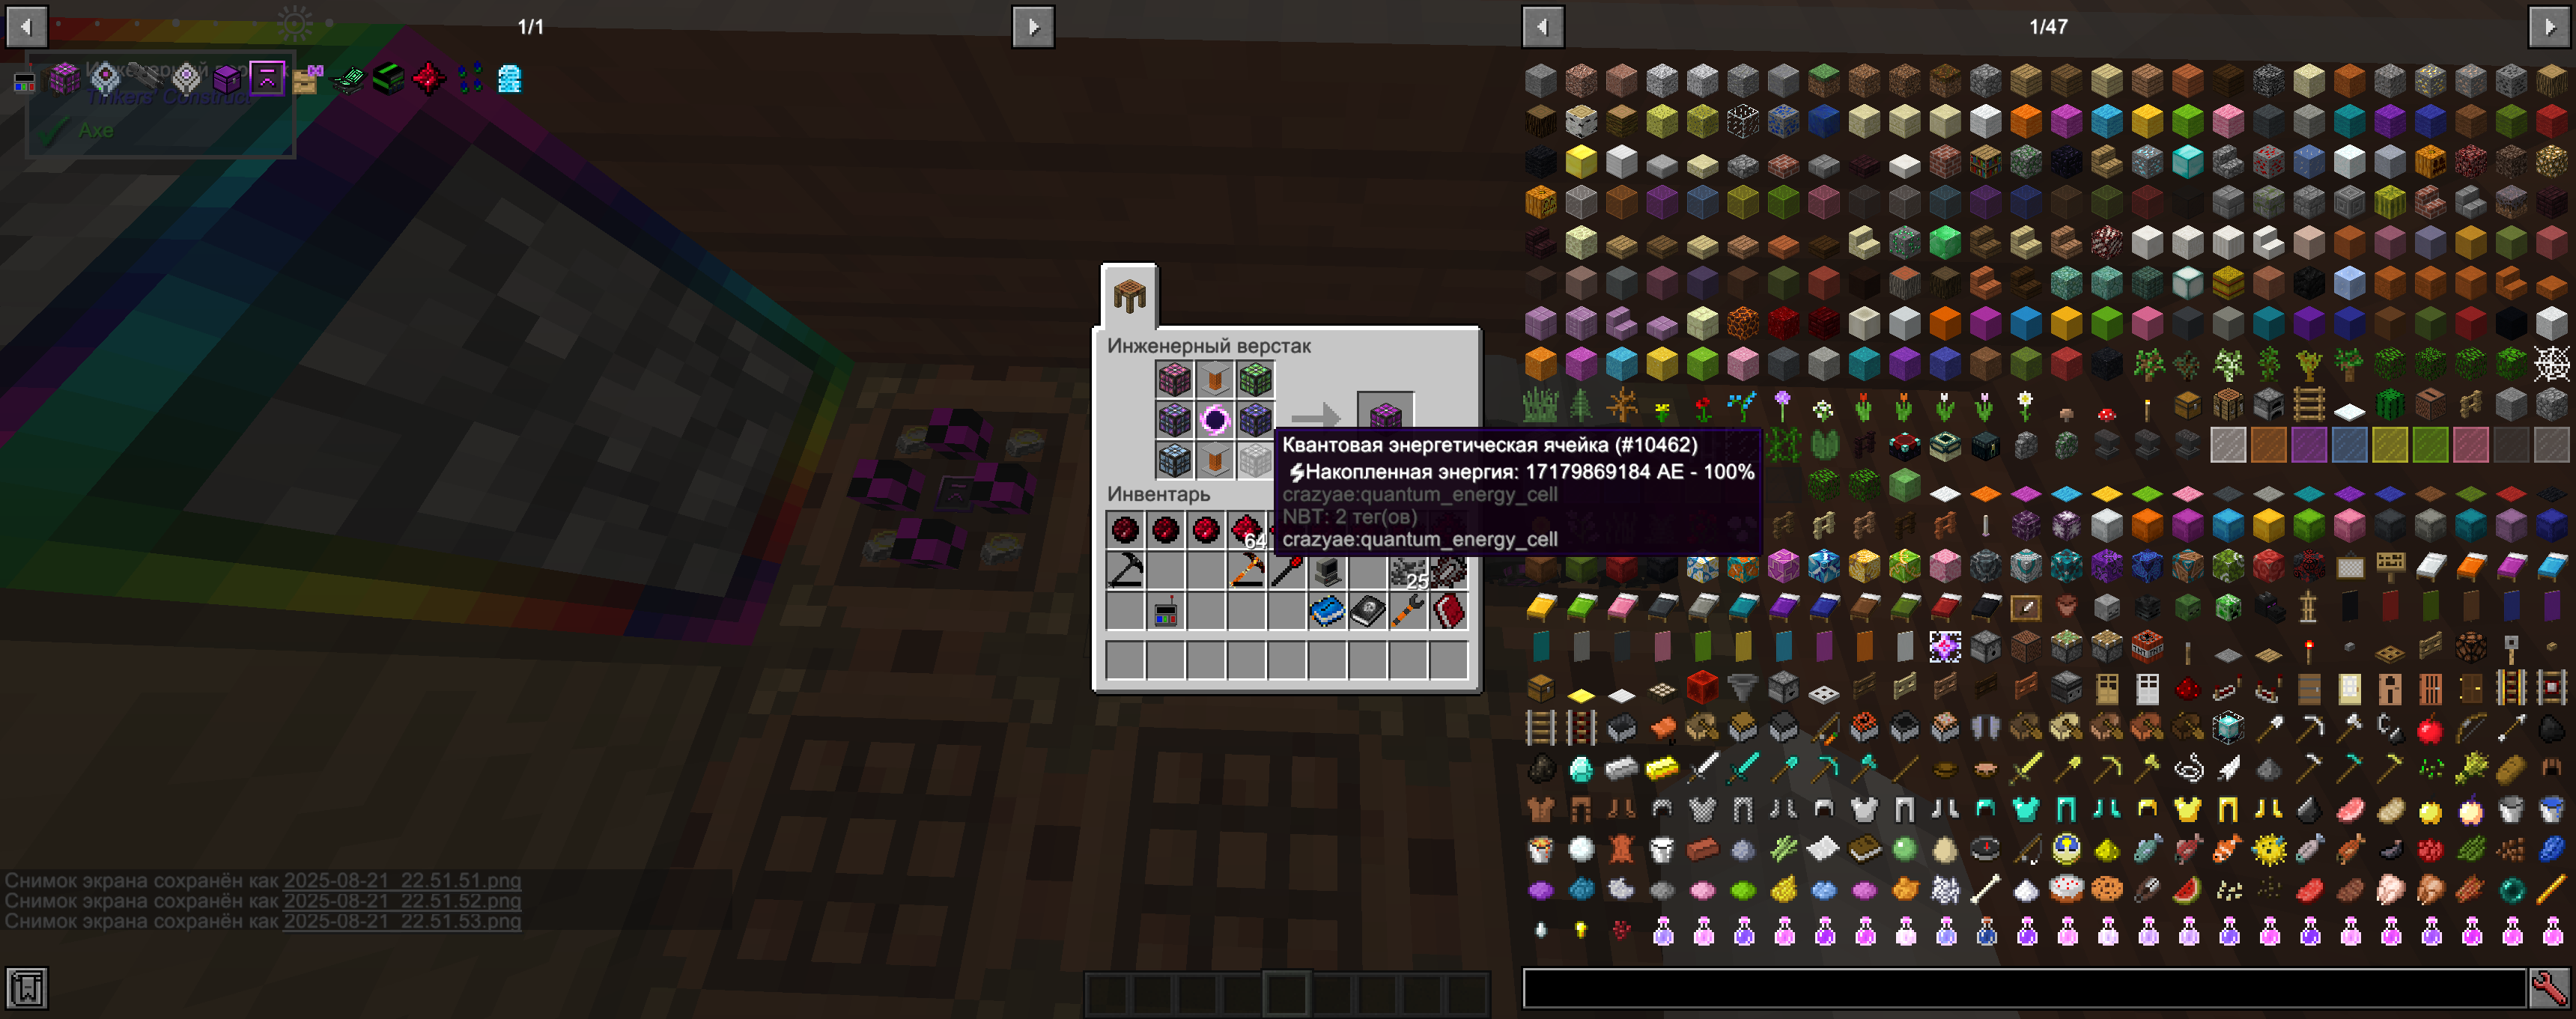 1/1
1/47
Tinkers' Construct
Axe
Инженерный верстак
Квантовая энергетическая ячейка (#10462)
Накопленная энергия: 17179869184 AE - 100%
crazyae:quantum_energy_cell
NBT: 2 тег(ов)
crazyae:quantum_energy_cell
Инвентарь
64
25
Снимок экрана сохранён как 2025-08-21_22.51.51.png
Снимок экрана сохранён как 2025-08-21_22.51.52.png
Снимок экрана сохранён как 2025-08-21_22.51.53.png